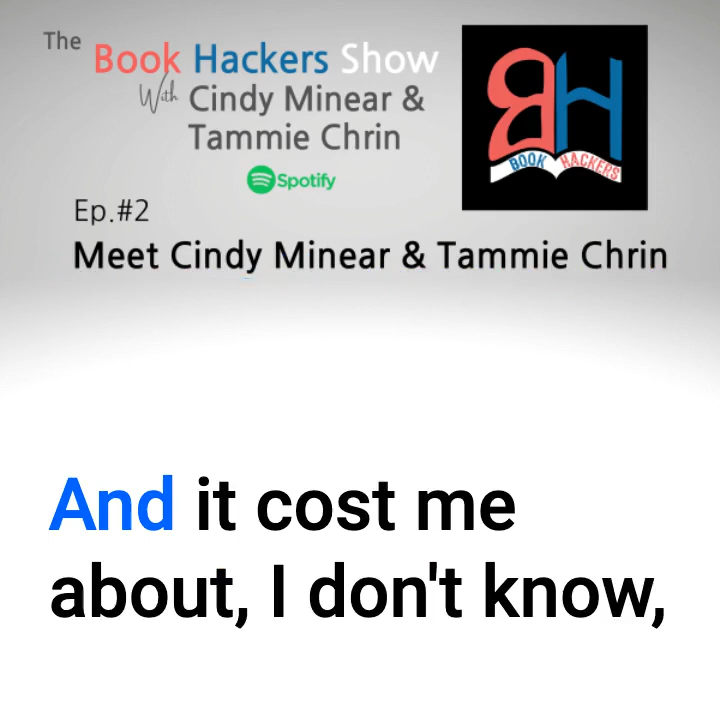 The
Book Hackers Show
With Cindy Minear &
Tammie Chrin
Spotify
BH
BOOK HACKERS
Ep.#2
Meet Cindy Minear & Tammie Chrin
And it cost me
about, I don't know,